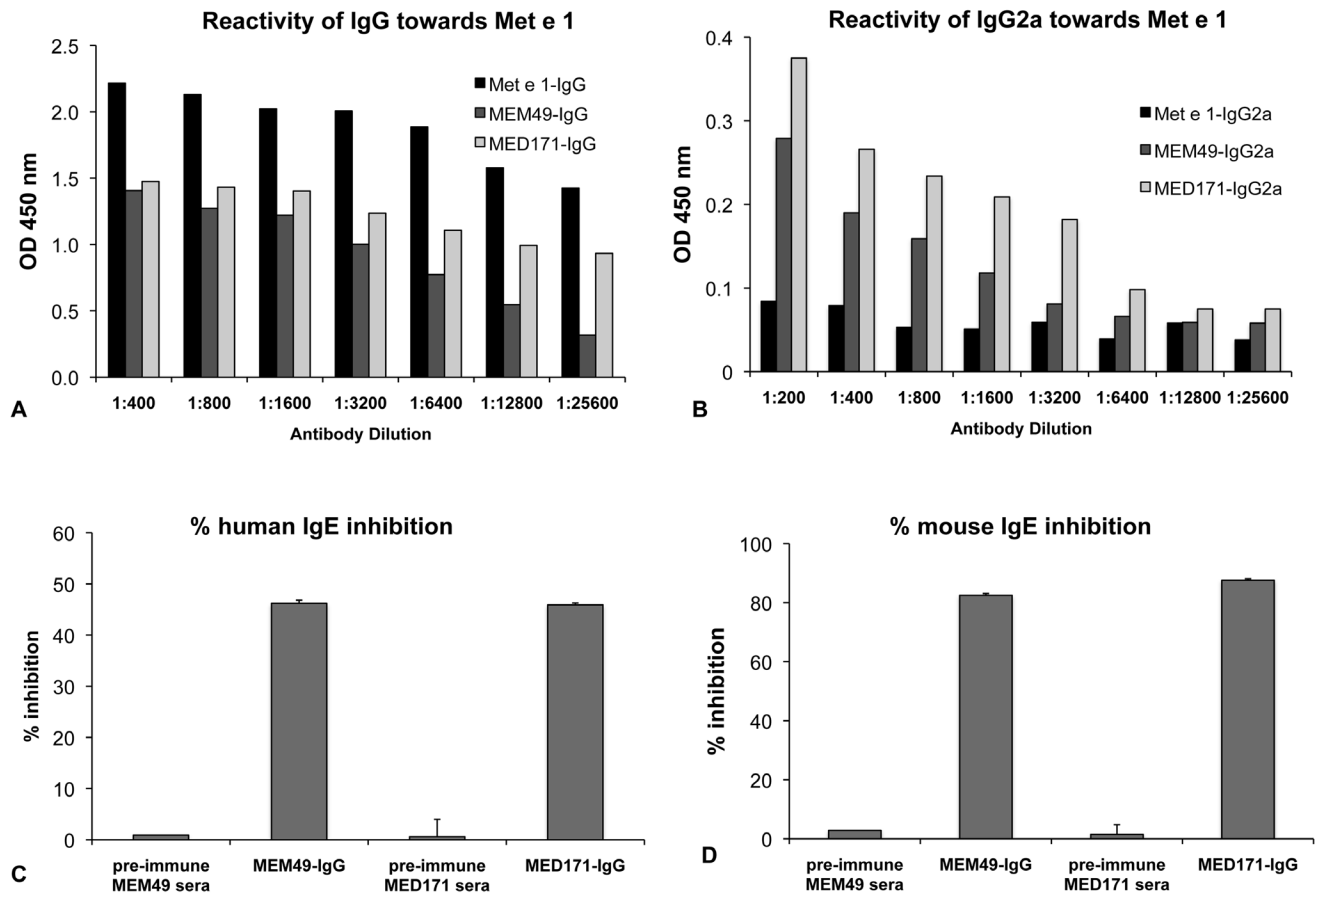 Reactivity of IgG towards Met e 1
2.5
2.0
1.5
1.0
0.5
0.0
OD 450 nm
Met e 1-IgG
MEM49-IgG
MED171-IgG
1:400 1:800 1:1600 1:3200 1:6400 1:12800 1:25600
Antibody Dilution
A
Reactivity of IgG2a towards Met e 1
0.4
0.3
0.2
0.1
0
OD 450 nm
Met e 1-IgG2a
MEM49-IgG2a
MED171-IgG2a
1:200 1:400 1:800 1:1600 1:3200 1:6400 1:12800 1:25600
Antibody Dilution
B
% human IgE inhibition
60
50
40
30
20
10
0
% inhibition
pre-immune MEM49-IgG pre-immune MED171-IgG
MEM49 sera MED171 sera
C
% mouse IgE inhibition
100
80
60
40
20
0
% inhibition
pre-immune MEM49-IgG pre-immune MED171-IgG
MEM49 sera MED171 sera
D